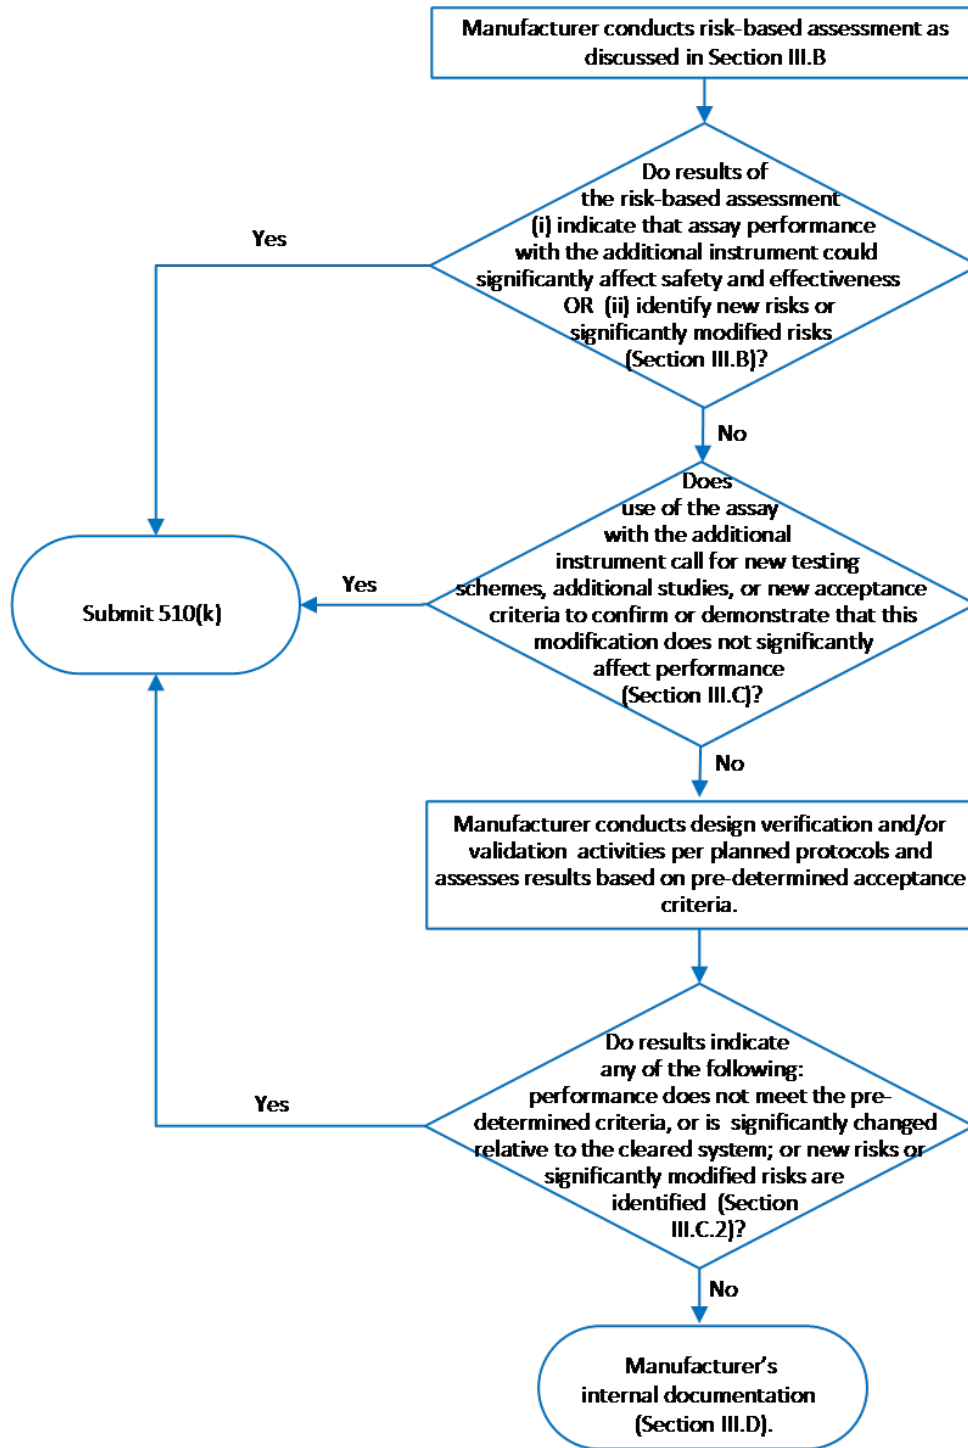 Manufacturer conducts risk-based assessment as
discussed in Section III.B
Do results of
the risk-based assessment
(i) indicate that assay performance
with the additional instrument could
significantly affect safety and effectiveness
OR (ii) identify new risks or
significantly modified risks
(Section III.B)?
Yes
No
Does
use of the assay
with the additional
instrument call for new testing
schemes, additional studies, or new acceptance
criteria to confirm or demonstrate that this
modification does not significantly
affect performance
(Section III.C)?
Yes
Submit 510(k)
No
Manufacturer conducts design verification and/or
validation activities per planned protocols and
assesses results based on pre-determined acceptance
criteria.
Do results indicate
any of the following:
performance does not meet the pre-
determined criteria, or is significantly changed
relative to the cleared system; or new risks or
significantly modified risks are
identified (Section
III.C.2)?
Yes
No
Manufacturer's
internal documentation
(Section III.D).